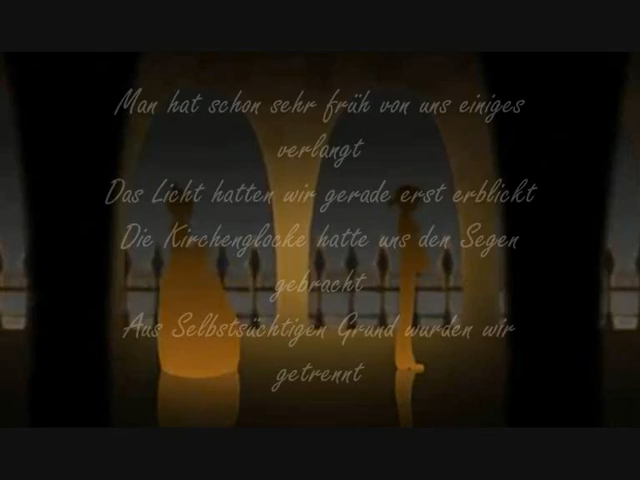 Man hat schon sehr früh von uns einiges
verlangt
Das Licht hatten wir gerade erst erblickt
Die Kirchenglocke hatte uns den Segen
gebracht
Aus Selbstsüchtigen Grund wurden wir
getrennt